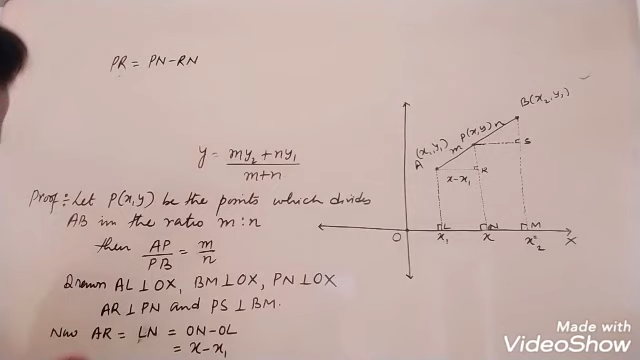 PR = PN-RN
y = my₂ + ny₁ / m+n
Proof:- Let P(x,y) be the points which divides
AB in the ratio m:n
then AP/PB = m/n
Drawn AL⊥OX, BM⊥OX, PN⊥OX
AR⊥PN and PS⊥BM.
Now AR = LN = ON-OL
= x-x₁
B(x₂,y₁)
P(x,y)
n
m
A(x₁,y₁)
S
R
x-x₁
L
N
M
O
x₁
x
x₂
X
Made with
VideoShow